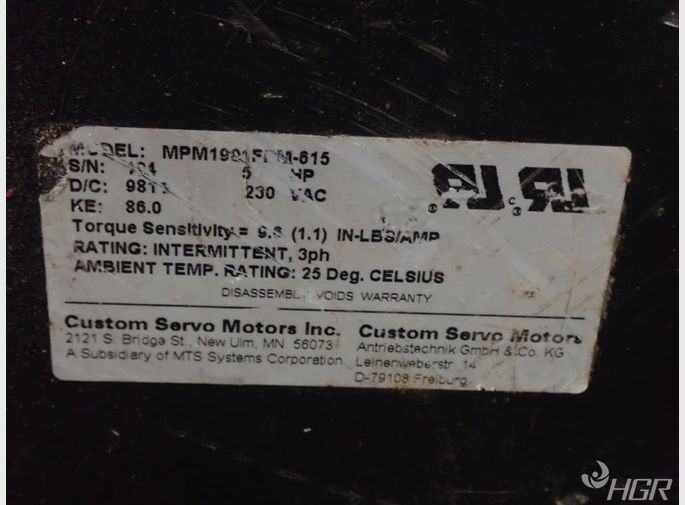 MODEL: -615
S/N: 5 HP
D/C: 230 VAC
KE: 86.0
Torque Sensitivity = (1.1) IN-LBS/AMP
RATING: INTERMITTENT, 3ph
AMBIENT TEMP. RATING: 25 Deg. CELSIUS
VOIDS WARRANTY
Custom Servo Motors Inc.
2121 S. Bridge St., New Ulm, MN 56073
A Subsidiary of MTS Systems Corporation
Custom Servo Motors
Antriebstechnik GmbH & Co. KG
Leinenweberstr 14
D-79108 Freiburg
HGR